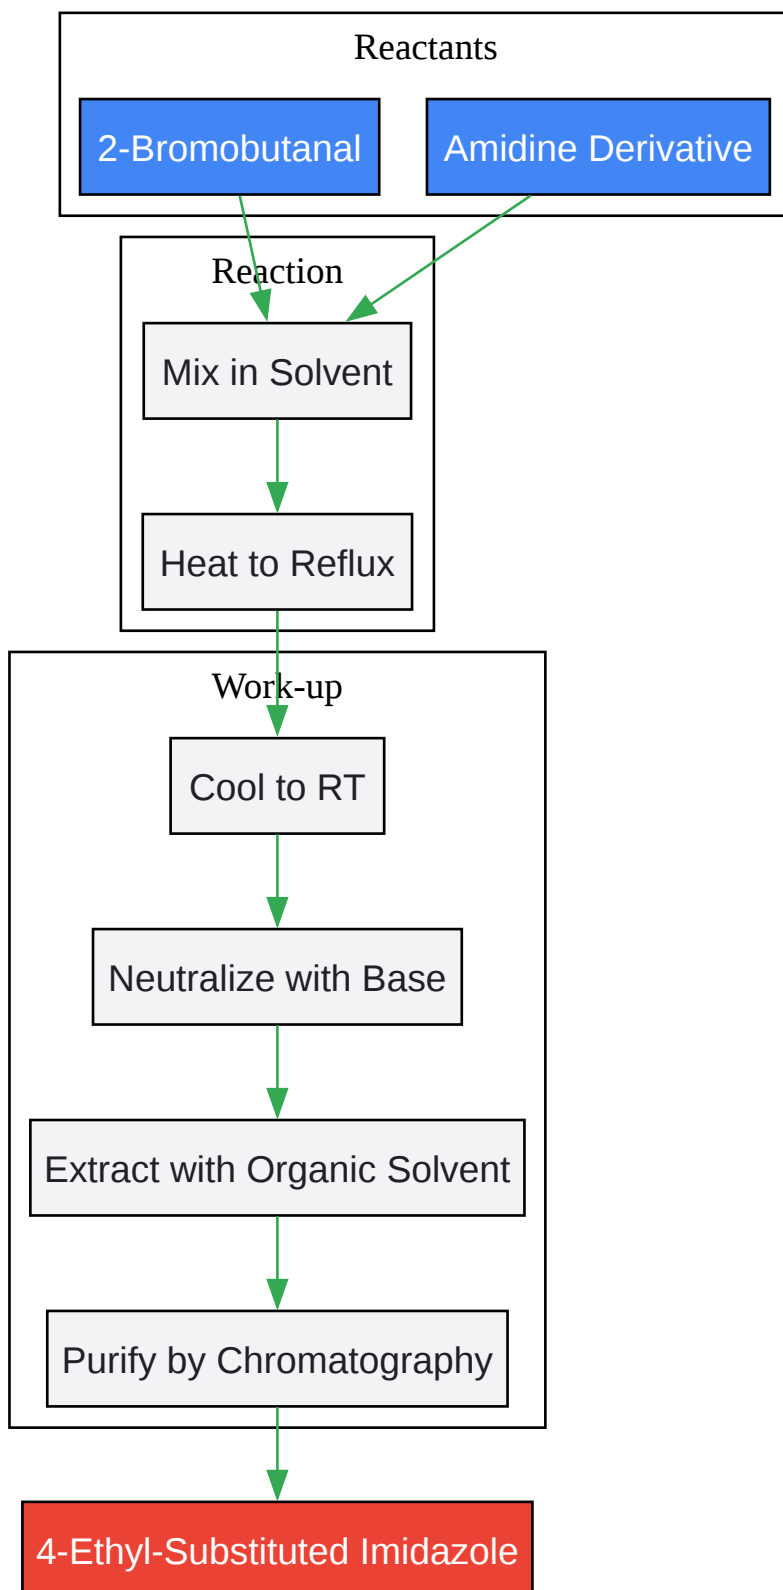 Reactants
2-Bromobutanal
Amidine Derivative
Reaction
Mix in Solvent
Heat to Reflux
Work-up
Cool to RT
Neutralize with Base
Extract with Organic Solvent
Purify by Chromatography
4-Ethyl-Substituted Imidazole